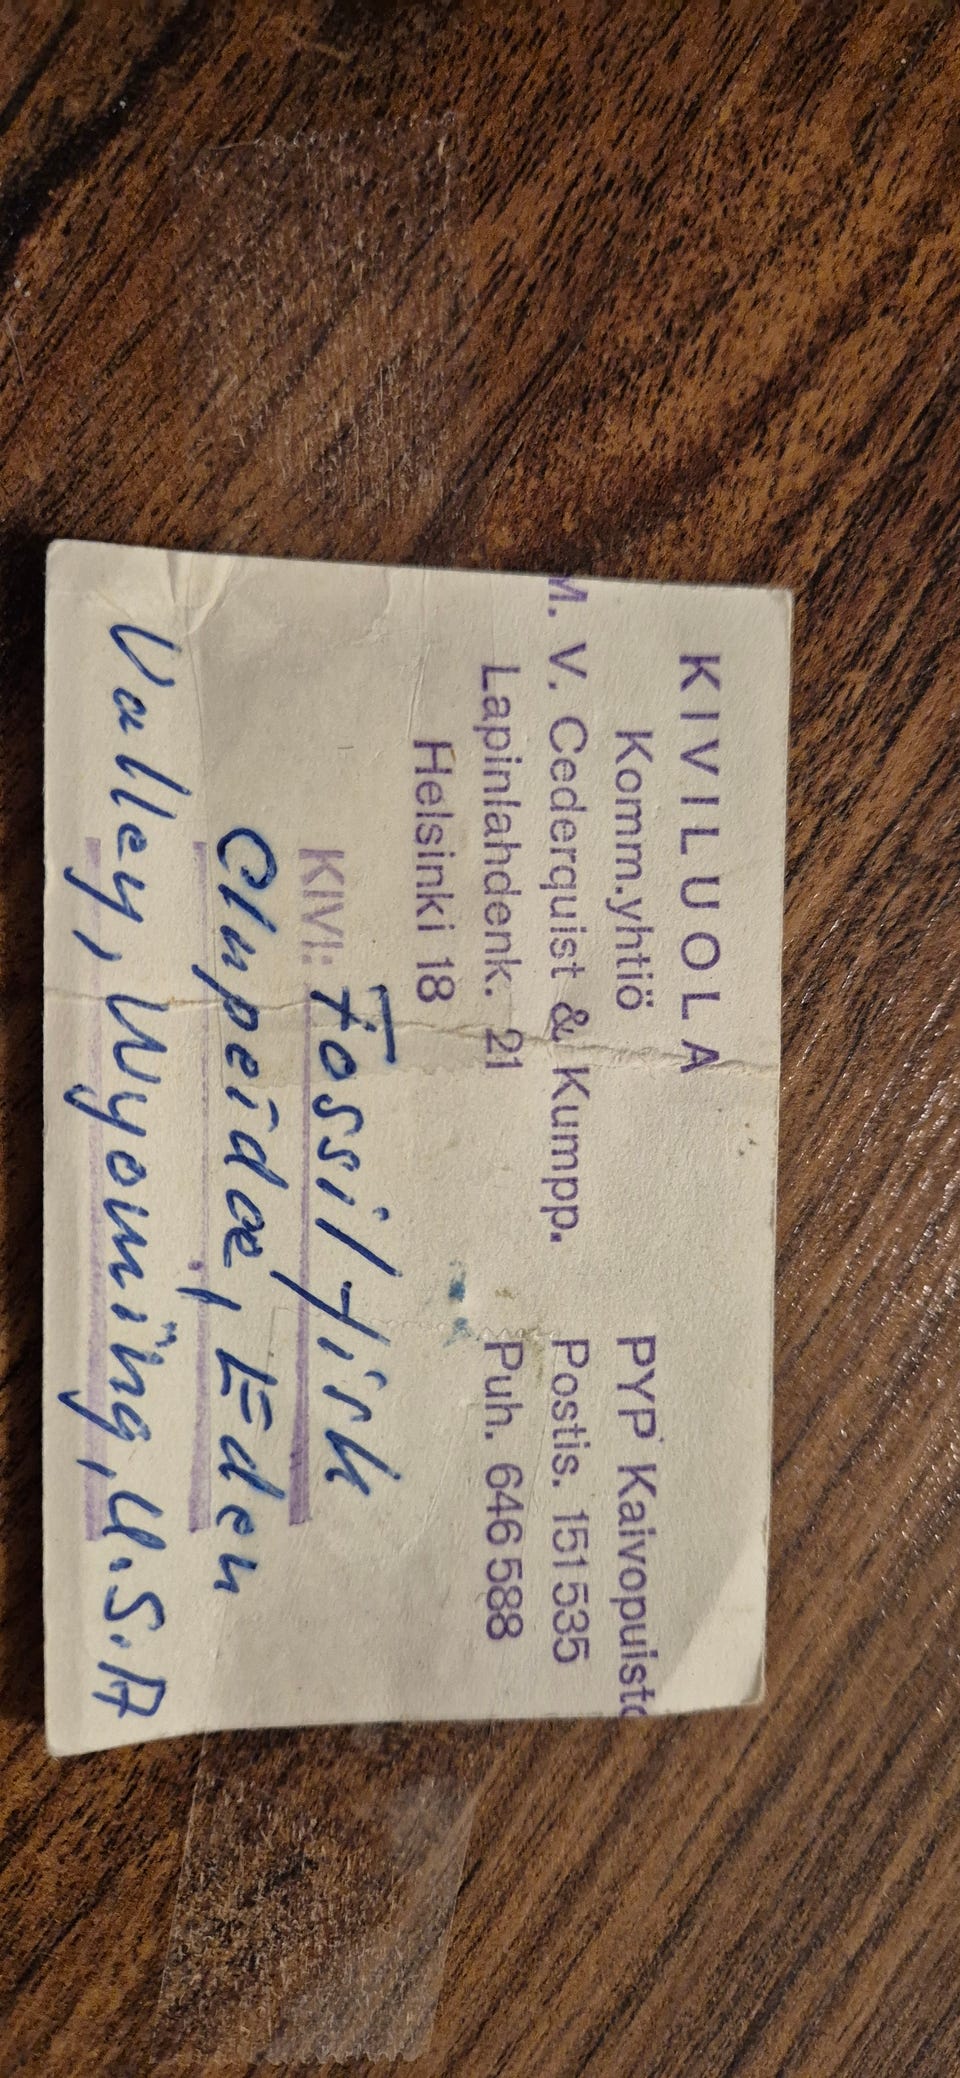 KIVILUOLA
Komm.yhtiö PYP Kaivopuisto
M. V. Cederquist & Kumpp. Postis. 151 535
Lapinlahdenk. 21 Puh. 646 588
Helsinki 18
KIVI: Fossil fish
Clupeidæ, Eden
Valley, Wyoming, U.S.A